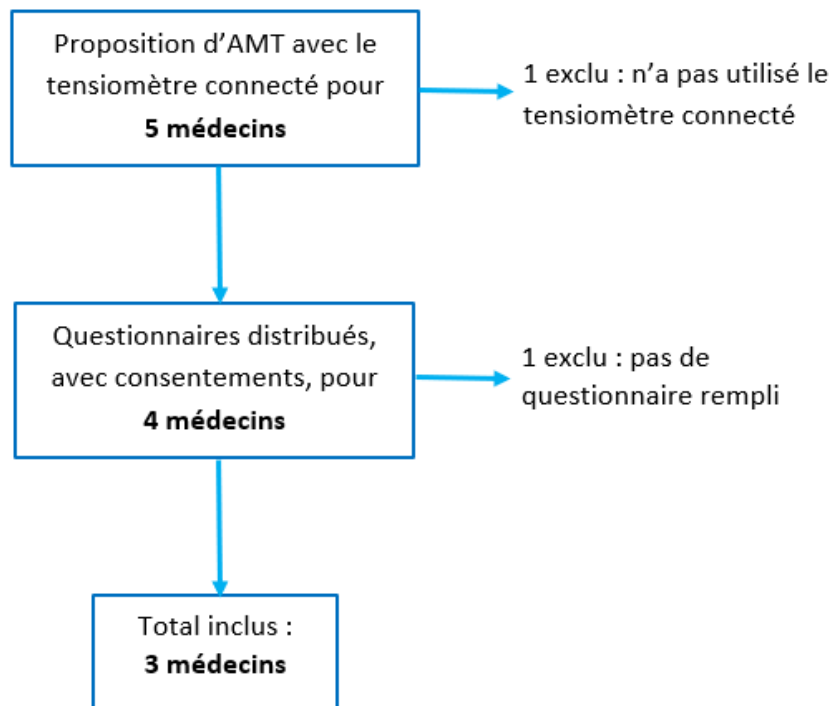 Proposition d’AMT avec le
tensiomètre connecté pour
5 médecins
1 exclu : n’a pas utilisé le
tensiomètre connecté
Questionnaires distribués,
avec consentements, pour
4 médecins
1 exclu : pas de
questionnaire rempli
Total inclus :
3 médecins